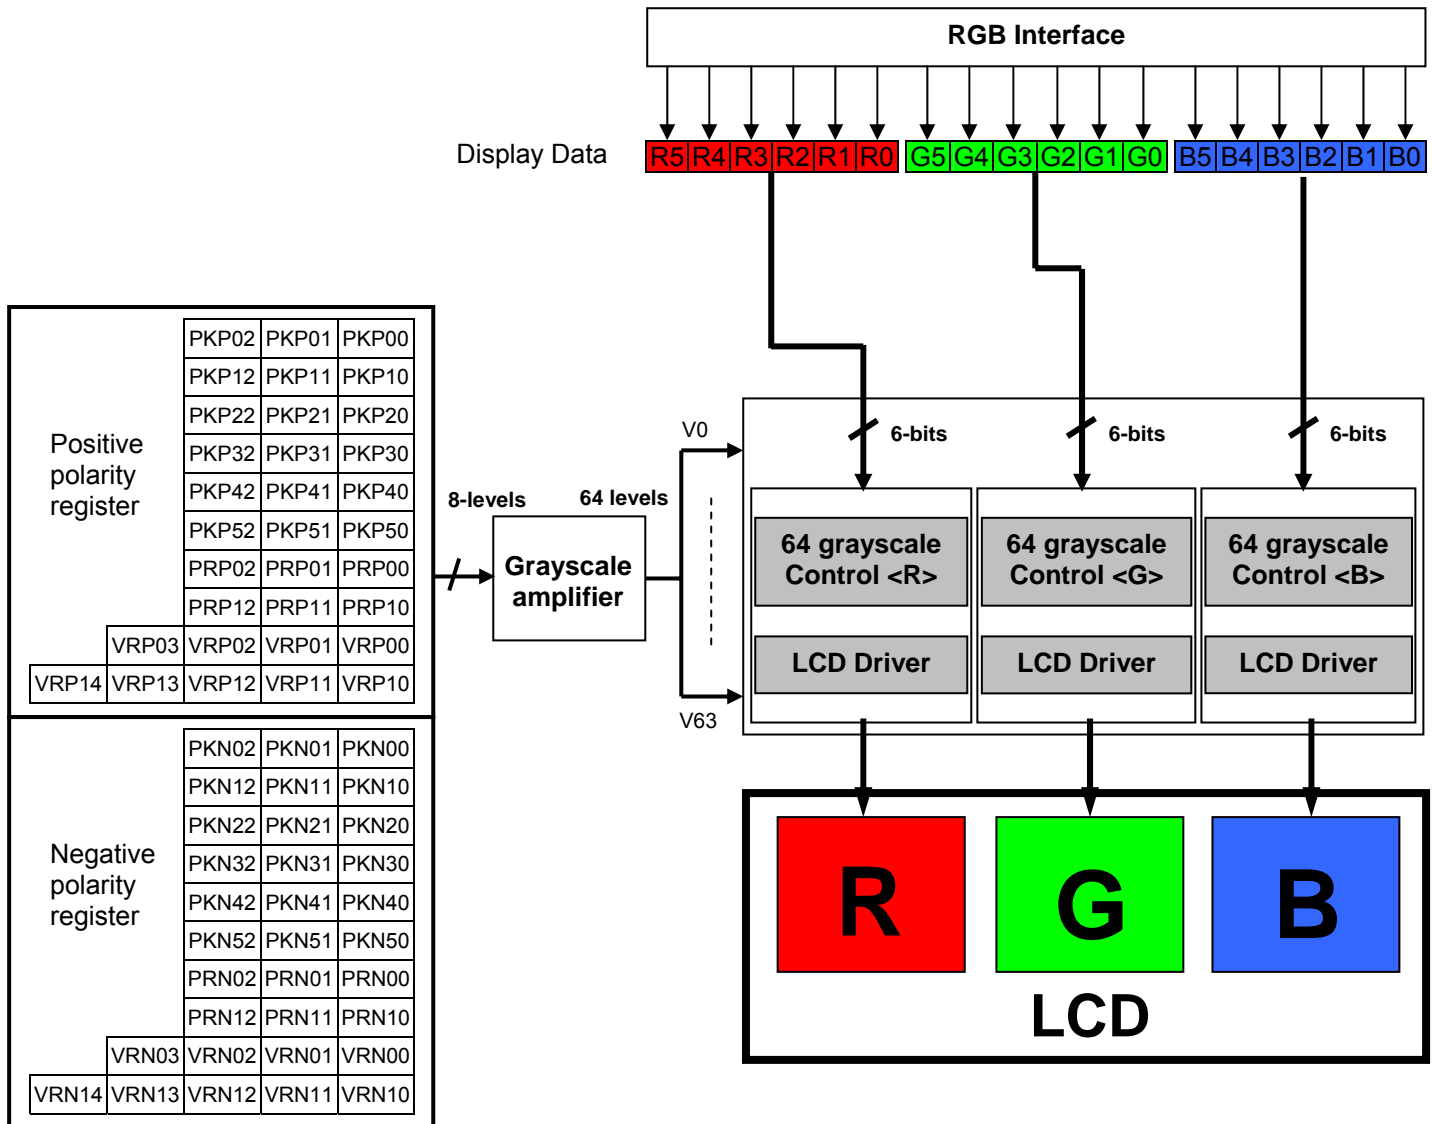 RGB Interface
Display Data
R5 R4 R3 R2 R1 R0 G5 G4 G3 G2 G1 G0 B5 B4 B3 B2 B1 B0
Positive
polarity
register
PKP02 PKP01 PKP00
PKP12 PKP11 PKP10
PKP22 PKP21 PKP20
PKP32 PKP31 PKP30
PKP42 PKP41 PKP40
PKP52 PKP51 PKP50
PRP02 PRP01 PRP00
PRP12 PRP11 PRP10
VRP03 VRP02 VRP01 VRP00
VRP14 VRP13 VRP12 VRP11 VRP10
Negative
polarity
register
PKN02 PKN01 PKN00
PKN12 PKN11 PKN10
PKN22 PKN21 PKN20
PKN32 PKN31 PKN30
PKN42 PKN41 PKN40
PKN52 PKN51 PKN50
PRN02 PRN01 PRN00
PRN12 PRN11 PRN10
VRN03 VRN02 VRN01 VRN00
VRN14 VRN13 VRN12 VRN11 VRN10
8-levels
Grayscale
amplifier
64 levels
V0
V63
6-bits
6-bits
6-bits
64 grayscale
Control <R>
LCD Driver
64 grayscale
Control <G>
LCD Driver
64 grayscale
Control <B>
LCD Driver
R
G
B
LCD